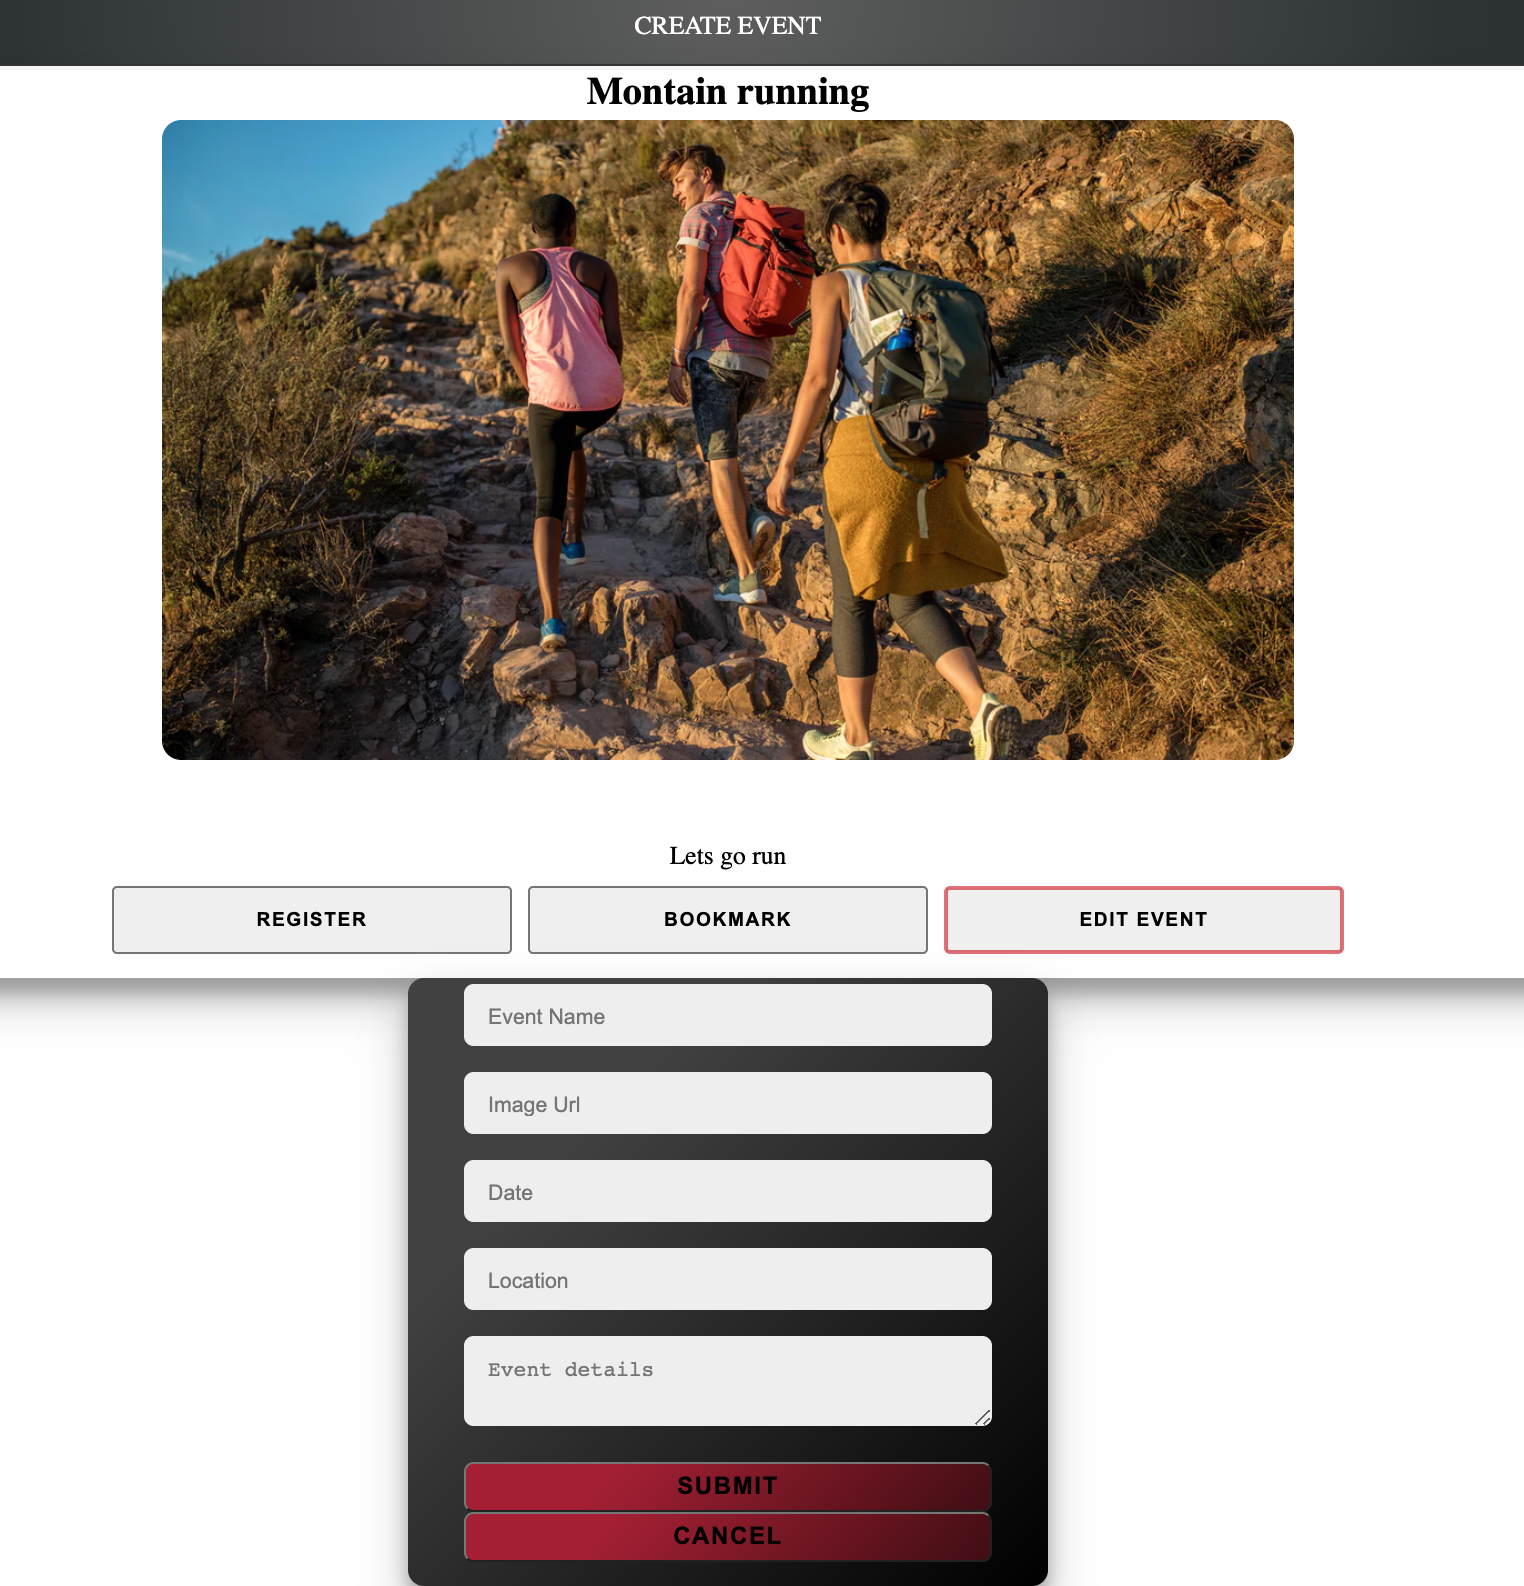 CREATE EVENT
Montain running
Lets go run
REGISTER
BOOKMARK
EDIT EVENT
Event Name
Image Url
Date
Location
Event details
SUBMIT
CANCEL